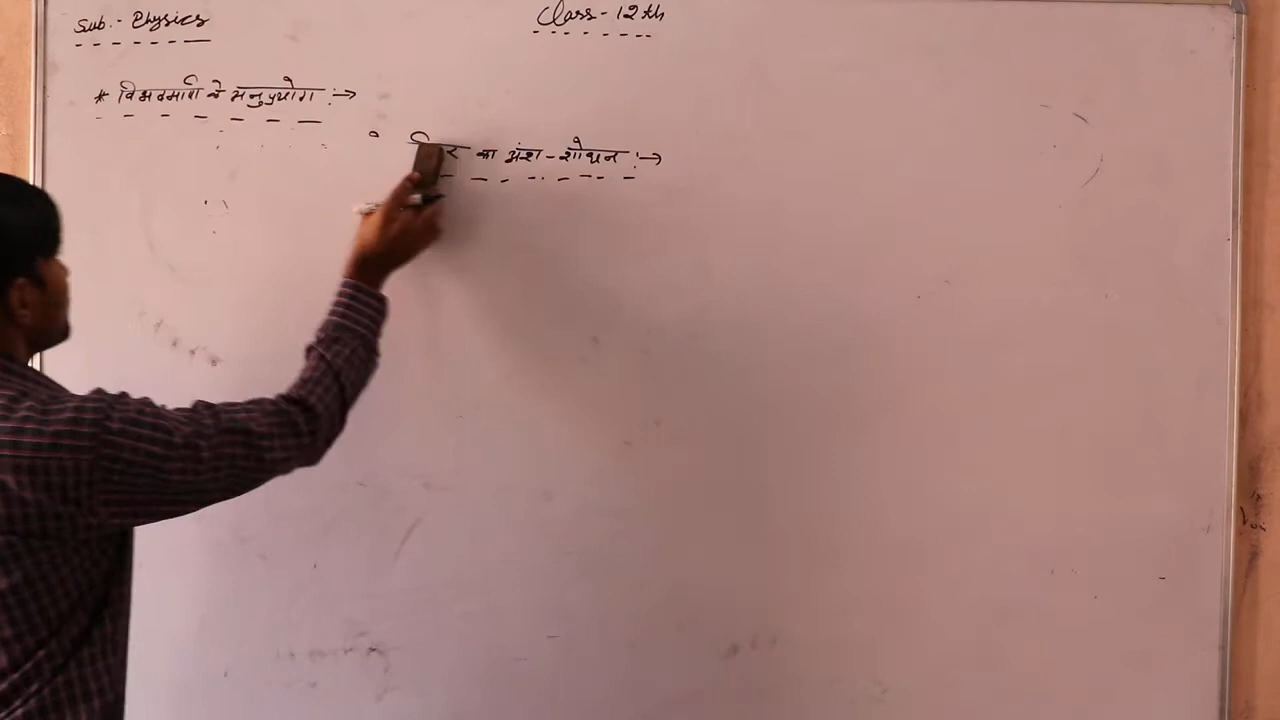 Sub.- Physics
Class-12th
* विभवमापी के अनुप्रयोग :→
का अंश-शोधन :→